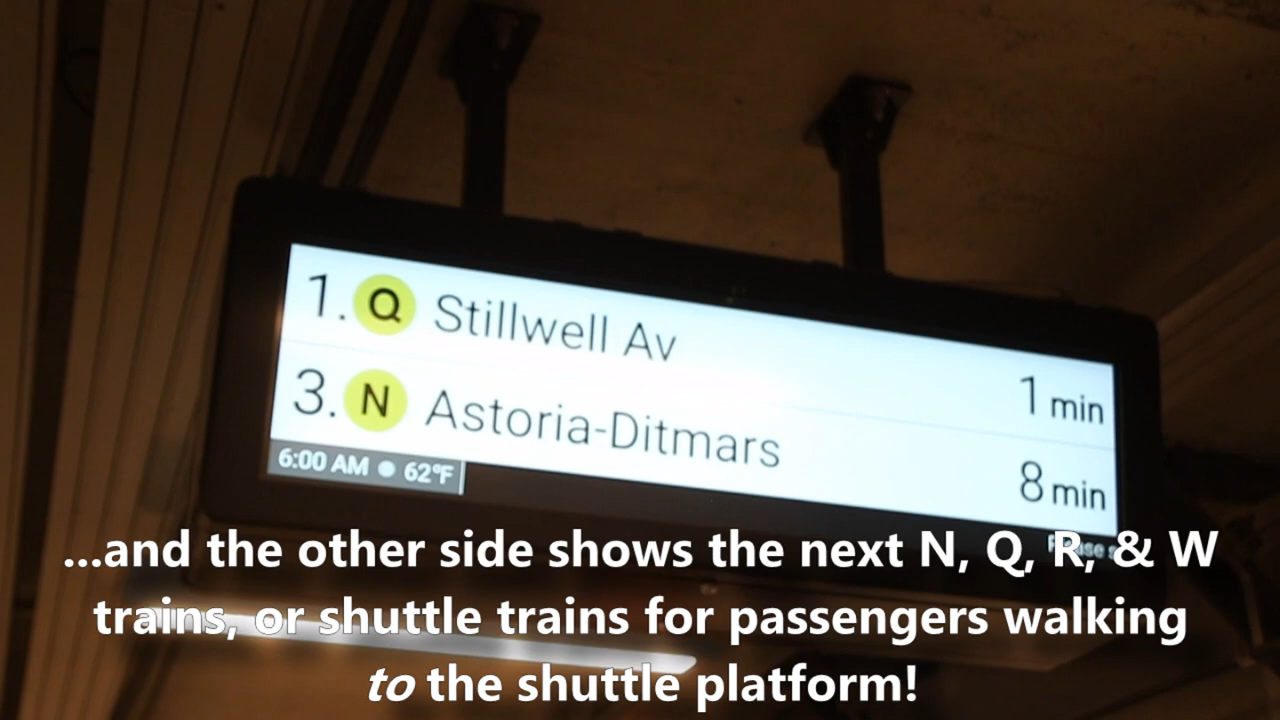 1. Q Stillwell Av 1 min
3. N Astoria-Ditmars 8 min
6:00 AM 62°F
...and the other side shows the next N, Q, R, & W
trains, or shuttle trains for passengers walking
to the shuttle platform!